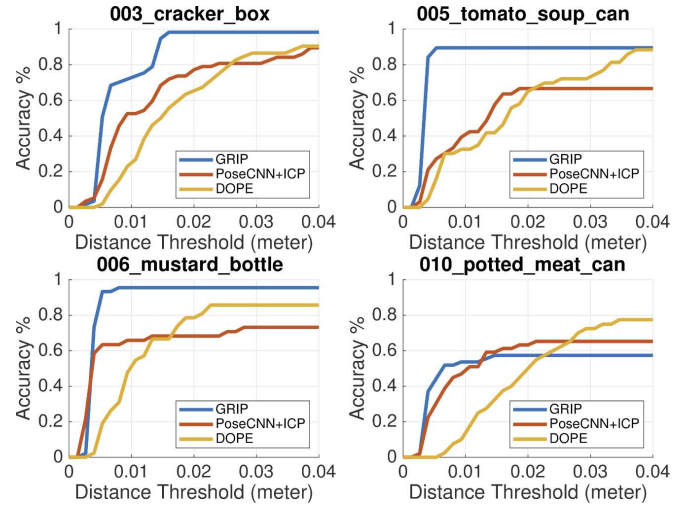 003_cracker_box
Accuracy %
1
0.8
0.6
0.4
0.2
0
GRIP
PoseCNN+ICP
DOPE
0 0.01 0.02 0.03 0.04
Distance Threshold (meter)
005_tomato_soup_can
Accuracy %
1
0.8
0.6
0.4
0.2
0
GRIP
PoseCNN+ICP
DOPE
0 0.01 0.02 0.03 0.04
Distance Threshold (meter)
006_mustard_bottle
Accuracy %
1
0.8
0.6
0.4
0.2
0
GRIP
PoseCNN+ICP
DOPE
0 0.01 0.02 0.03 0.04
Distance Threshold (meter)
010_potted_meat_can
Accuracy %
1
0.8
0.6
0.4
0.2
0
GRIP
PoseCNN+ICP
DOPE
0 0.01 0.02 0.03 0.04
Distance Threshold (meter)